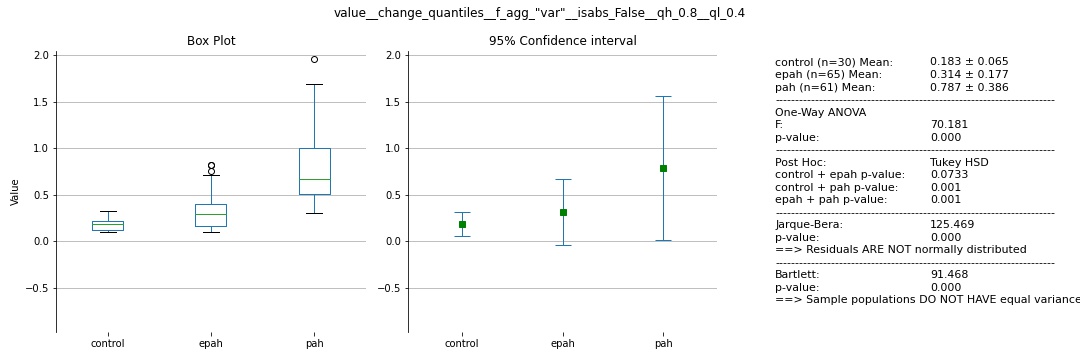 value__change_quantiles__f_agg_"var"__isabs_False__qh_0.8__ql_0.4
Box Plot
2.0
1.5
1.0
0.5
0.0
−0.5
Value
control epah pah
95% Confidence interval
2.0
1.5
1.0
0.5
0.0
−0.5
control epah pah
control (n=30) Mean: 0.183 ± 0.065
epah (n=65) Mean: 0.314 ± 0.177
pah (n=61) Mean: 0.787 ± 0.386
One-Way ANOVA
F: 70.181
p-value: 0.000
Post Hoc: Tukey HSD
control + epah p-value: 0.0733
control + pah p-value: 0.001
epah + pah p-value: 0.001
Jarque-Bera: 125.469
p-value: 0.000
==> Residuals ARE NOT normally distributed
Bartlett: 91.468
p-value: 0.000
==> Sample populations DO NOT HAVE equal variance